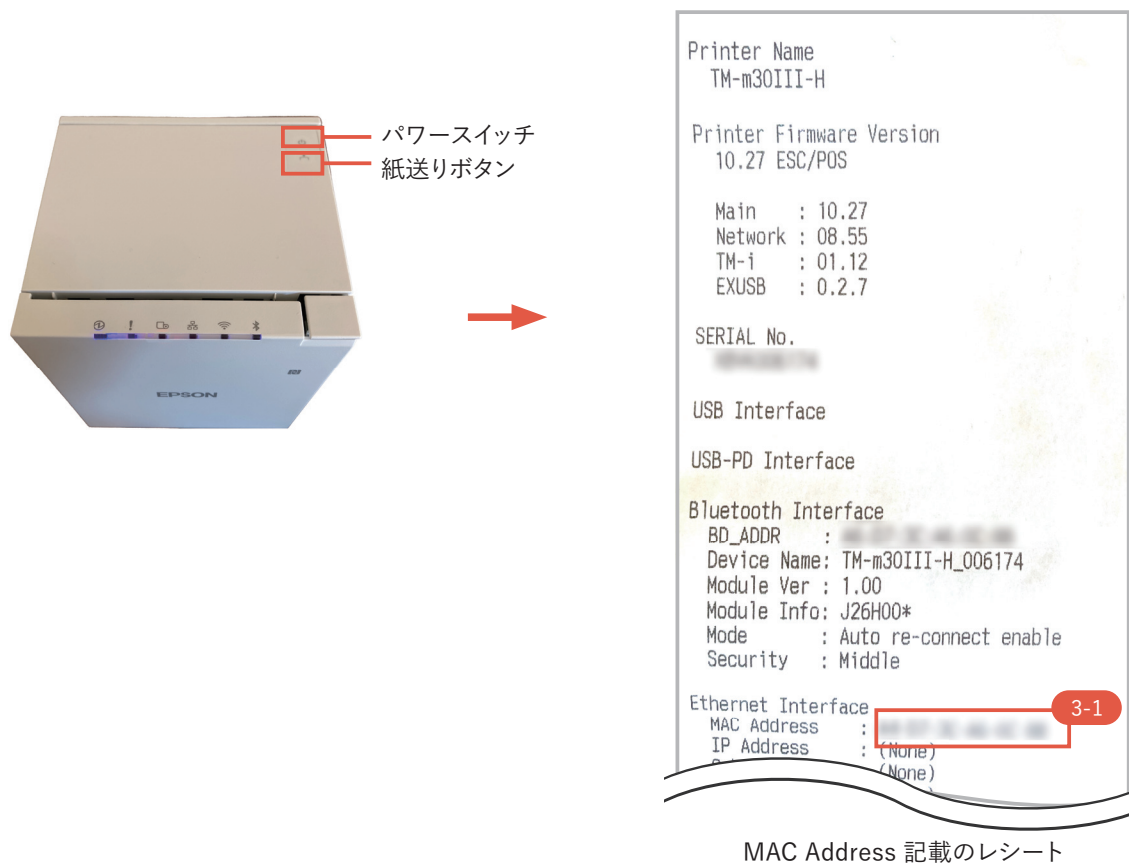 パワースイッチ
紙送りボタン
EPSON
Printer Name
TM-m30III-H
Printer Firmware Version
10.27 ESC/POS
Main : 10.27
Network : 08.55
TM-i : 01.12
EXUSB : 0.2.7
SERIAL No.
USB Interface
USB-PD Interface
Bluetooth Interface
BD_ADDR :
Device Name: TM-m30III-H_006174
Module Ver : 1.00
Module Info: J26H00*
Mode : Auto re-connect enable
Security : Middle
Ethernet Interface
3-1
MAC Address :
IP Address : (None)
(None)
MAC Address 記載のレシート